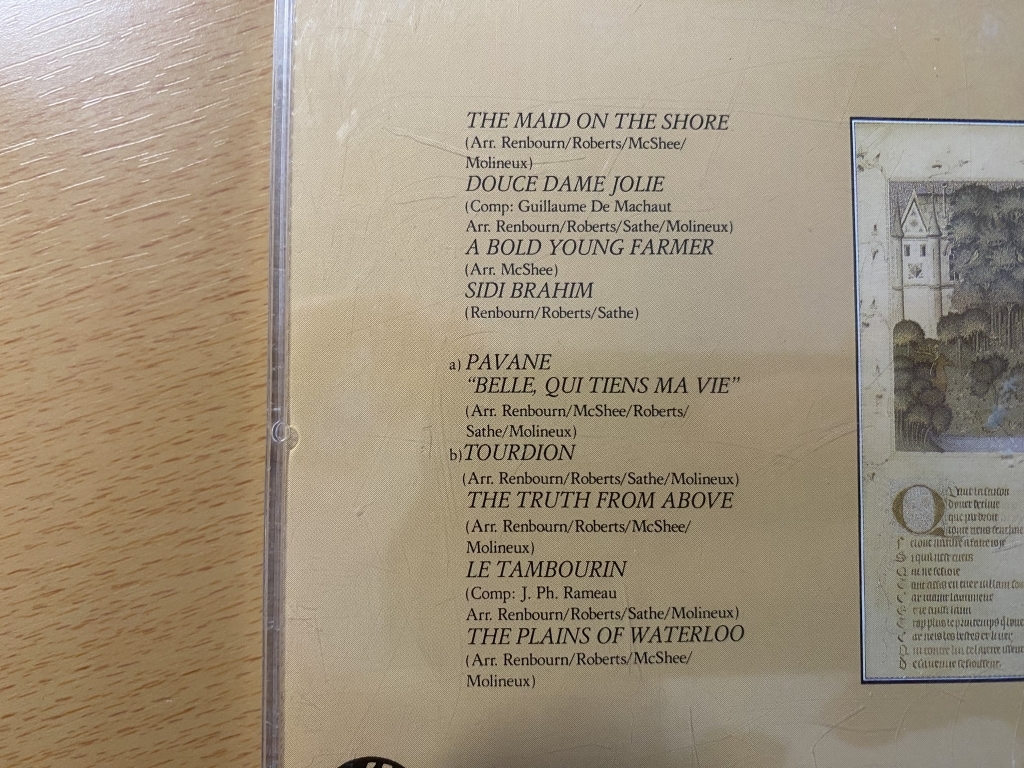 THE MAID ON THE SHORE
(Arr. Renbourn/Roberts/McShee/
Molineux)
DOUCE DAME JOLIE
(Comp: Guillaume De Machaut
Arr. Renbourn/Roberts/Sathe/Molineux)
A BOLD YOUNG FARMER
(Arr. McShee)
SIDI BRAHIM
(Renbourn/Roberts/Sathe)
a) PAVANE
“BELLE, QUI TIENS MA VIE”
(Arr. Renbourn/McShee/Roberts/
Sathe/Molineux)
b) TOURDION
(Arr. Renbourn/Roberts/Sathe/Molineux)
THE TRUTH FROM ABOVE
(Arr. Renbourn/Roberts/McShee/
Molineux)
LE TAMBOURIN
(Comp: J. Ph. Rameau
Arr. Renbourn/Roberts/Sathe/Molineux)
THE PLAINS OF WATERLOO
(Arr. Renbourn/Roberts/McShee/
Molineux)